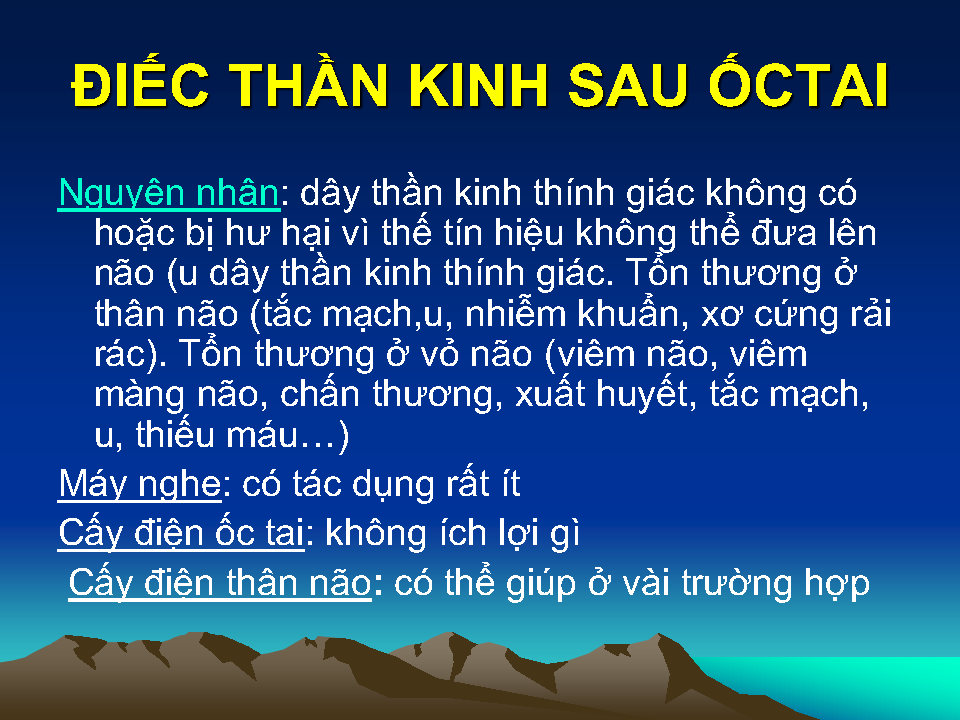 ĐIẾC THẦN KINH SAU ỐCTAI
Nguyên nhân: dây thần kinh thính giác không có
hoặc bị hư hại vì thế tín hiệu không thể đưa lên
não (u dây thần kinh thính giác. Tổn thương ở
thân não (tắc mạch,u, nhiễm khuẩn, xơ cứng rải
rác). Tổn thương ở vỏ não (viêm não, viêm
màng não, chấn thương, xuất huyết, tắc mạch,
u, thiếu máu…)
Máy nghe: có tác dụng rất ít
Cấy điện ốc tai: không ích lợi gì
Cấy điện thân não: có thể giúp ở vài trường hợp